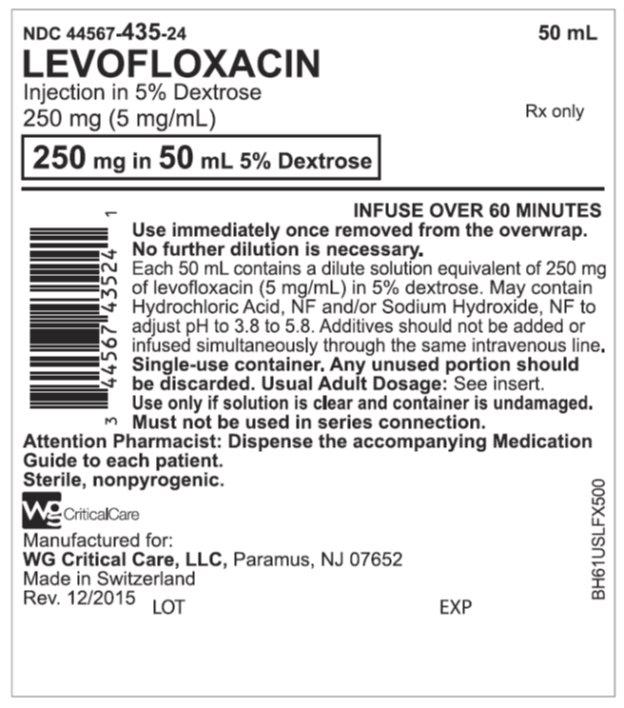 NDC 44567-435-24
50 mL
LEVOFLOXACIN
Injection in 5% Dextrose
250 mg (5 mg/mL)
Rx only
250 mg in 50 mL 5% Dextrose
INFUSE OVER 60 MINUTES
Use immediately once removed from the overwrap.
No further dilution is necessary.
Each 50 mL contains a dilute solution equivalent of 250 mg
of levofloxacin (5 mg/mL) in 5% dextrose. May contain
Hydrochloric Acid, NF and/or Sodium Hydroxide, NF to
adjust pH to 3.8 to 5.8. Additives should not be added or
infused simultaneously through the same intravenous line.
Single-use container. Any unused portion should
be discarded. Usual Adult Dosage: See insert.
Use only if solution is clear and container is undamaged.
Must not be used in series connection.
3 44567 43524 1
Attention Pharmacist: Dispense the accompanying Medication
Guide to each patient.
Sterile, nonpyrogenic.
Wg CriticalCare
Manufactured for:
WG Critical Care, LLC, Paramus, NJ 07652
Made in Switzerland
Rev. 12/2015
LOT
EXP
BH61USLFX500